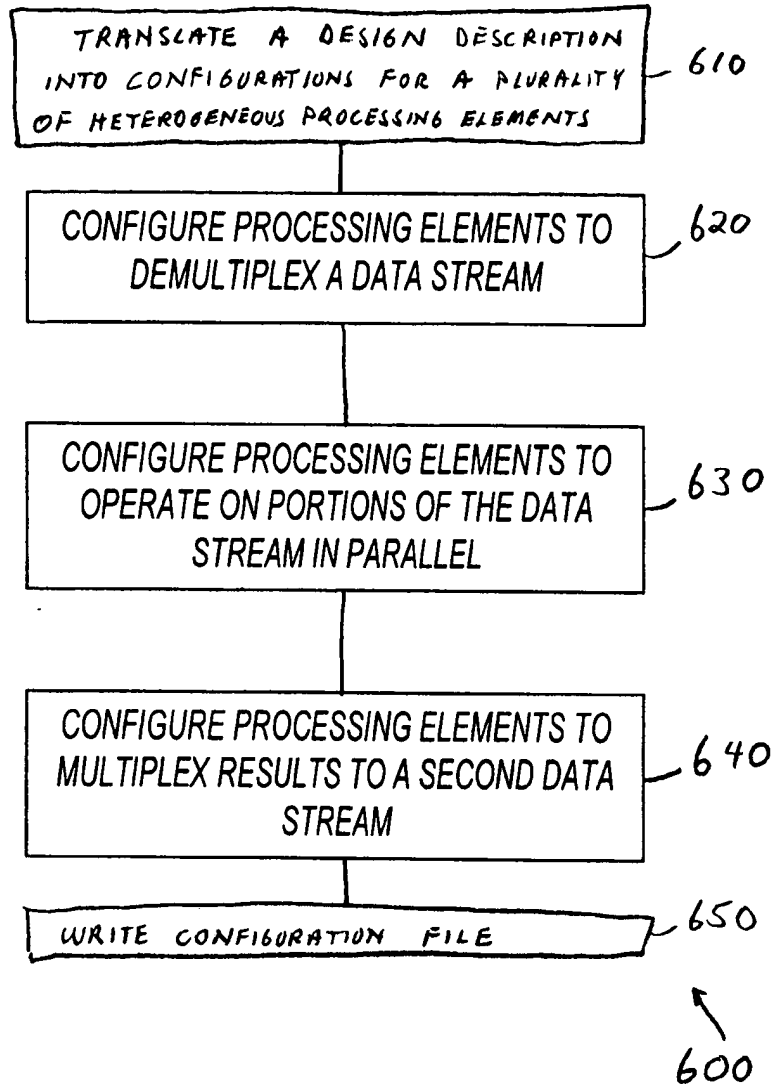 TRANSLATE A DESIGN DESCRIPTION
INTO CONFIGURATIONS FOR A PLURALITY
OF HETEROGENEOUS PROCESSING ELEMENTS
610
CONFIGURE PROCESSING ELEMENTS TO
DEMULTIPLEX A DATA STREAM
620
CONFIGURE PROCESSING ELEMENTS TO
OPERATE ON PORTIONS OF THE DATA
STREAM IN PARALLEL
630
CONFIGURE PROCESSING ELEMENTS TO
MULTIPLEX RESULTS TO A SECOND DATA
STREAM
640
WRITE CONFIGURATION FILE
650
600